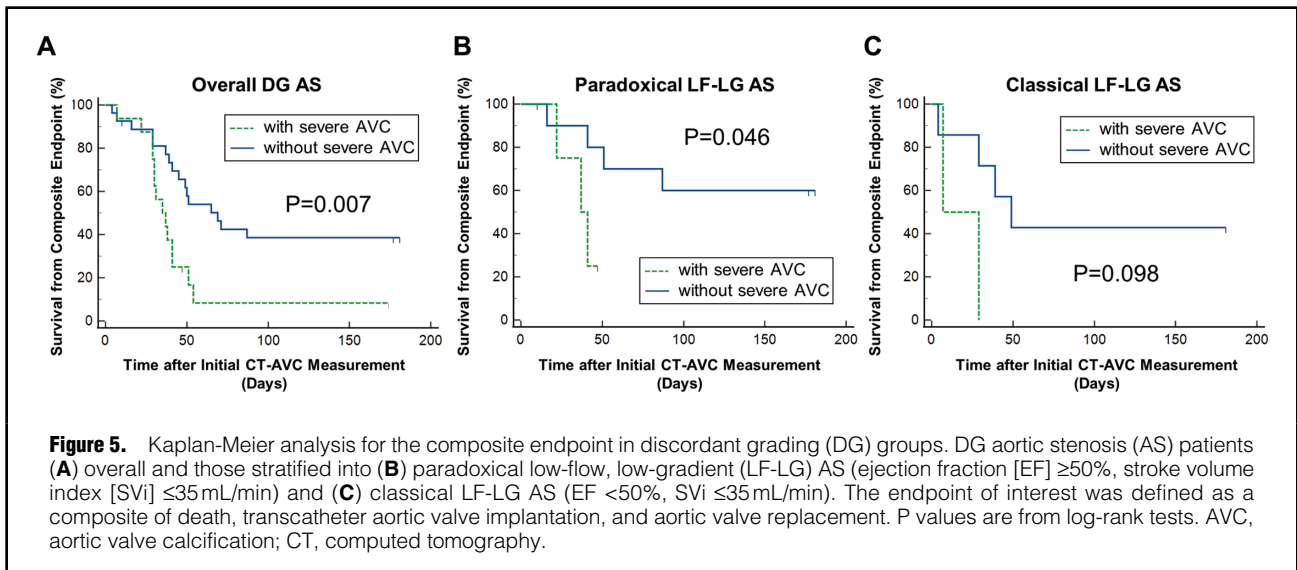 A
Overall DG AS
Survival from Composite Endpoint (%)
100
80
60
40
20
0
with severe AVC
without severe AVC
P=0.007
0 50 100 150 200
Time after Initial CT-AVC Measurement
(Days)
B
Paradoxical LF-LG AS
Survival from Composite Endpoint (%)
100
80
60
40
20
0
P=0.046
with severe AVC
without severe AVC
0 50 100 150 200
Time after Initial CT-AVC Measurement
(Days)
C
Classical LF-LG AS
Survival from Composite Endpoint (%)
100
80
60
40
20
0
with severe AVC
without severe AVC
P=0.098
0 50 100 150 200
Time after Initial CT-AVC Measurement
(Days)
Figure 5. Kaplan-Meier analysis for the composite endpoint in discordant grading (DG) groups. DG aortic stenosis (AS) patients
(A) overall and those stratified into (B) paradoxical low-flow, low-gradient (LF-LG) AS (ejection fraction [EF] ≥50%, stroke volume
index [SVi] ≤35 mL/min) and (C) classical LF-LG AS (EF <50%, SVi ≤35 mL/min). The endpoint of interest was defined as a
composite of death, transcatheter aortic valve implantation, and aortic valve replacement. P values are from log-rank tests. AVC,
aortic valve calcification; CT, computed tomography.